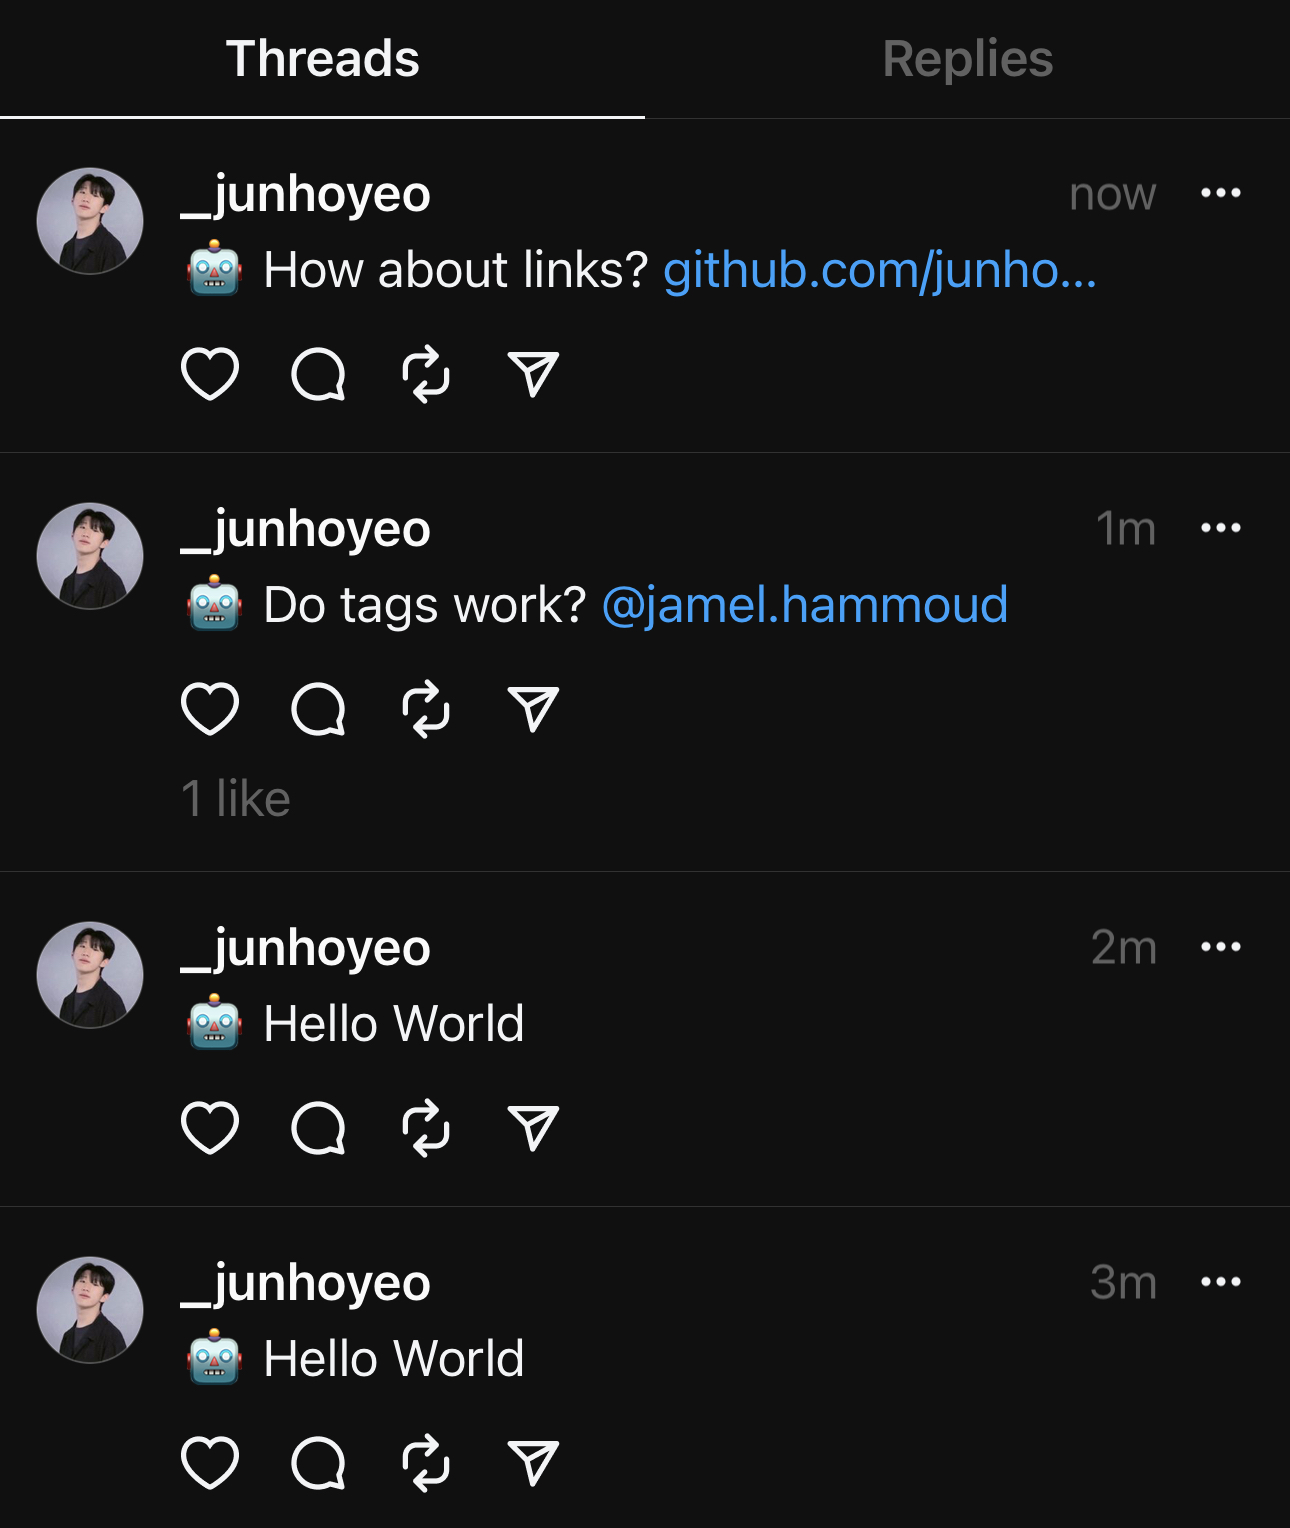 Threads Replies
_junhoyeo now
🤖 How about links? github.com/junho...
_junhoyeo 1m
🤖 Do tags work? @jamel.hammoud
1 like
_junhoyeo 2m
🤖 Hello World
_junhoyeo 3m
🤖 Hello World